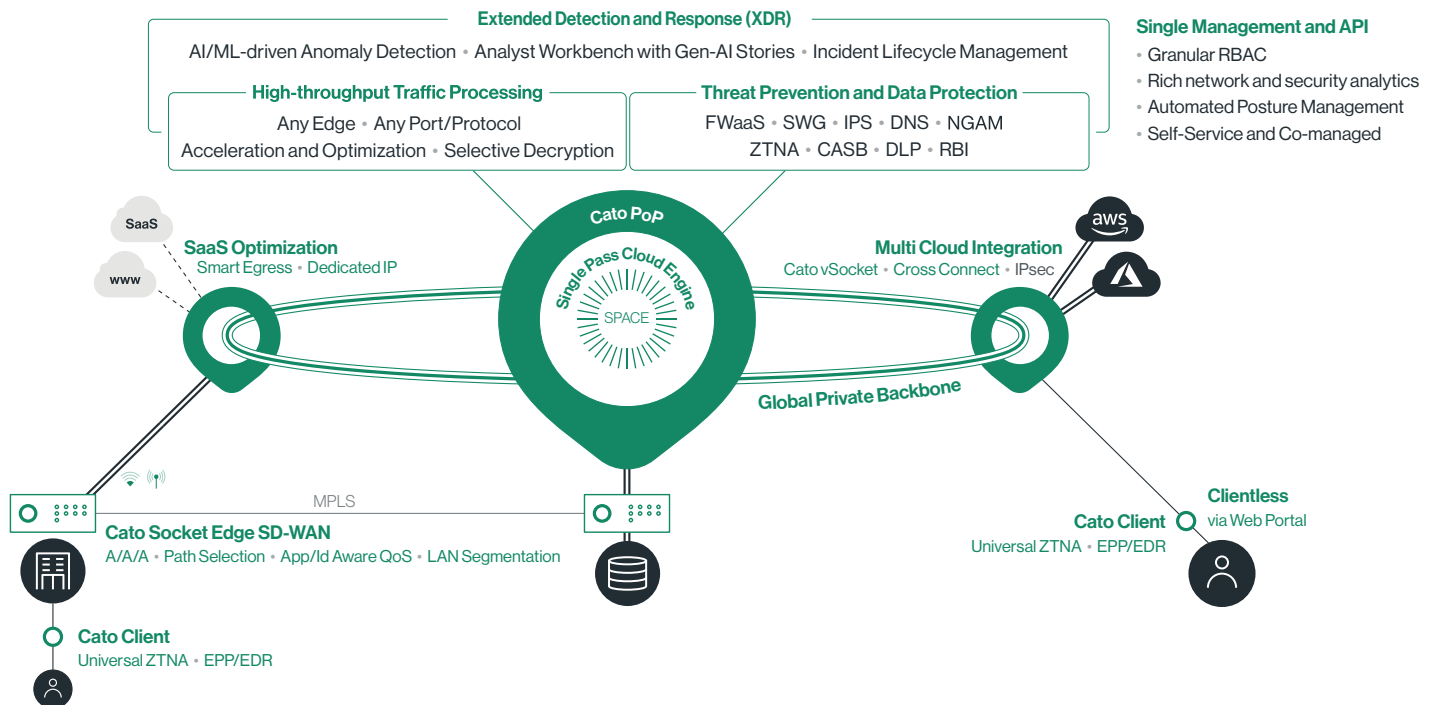 Extended Detection and Response (XDR)
AI/ML-driven Anomaly Detection • Analyst Workbench with Gen-AI Stories • Incident Lifecycle Management
High-throughput Traffic Processing
Any Edge • Any Port/Protocol
Acceleration and Optimization • Selective Decryption
Threat Prevention and Data Protection
FWaaS • SWG • IPS • DNS • NGAM
ZTNA • CASB • DLP • RBI
Single Management and API
• Granular RBAC
• Rich network and security analytics
• Automated Posture Management
• Self-Service and Co-managed
SaaS
www
SaaS Optimization
Smart Egress • Dedicated IP
Cato PoP
Single Pass Cloud Engine
SPACE
Multi Cloud Integration
Cato vSocket • Cross Connect • IPsec
aws
Global Private Backbone
MPLS
Cato Socket Edge SD-WAN
A/A/A • Path Selection • App/Id Aware QoS • LAN Segmentation
Cato Client
Universal ZTNA • EPP/EDR
Clientless
via Web Portal
Cato Client
Universal ZTNA • EPP/EDR